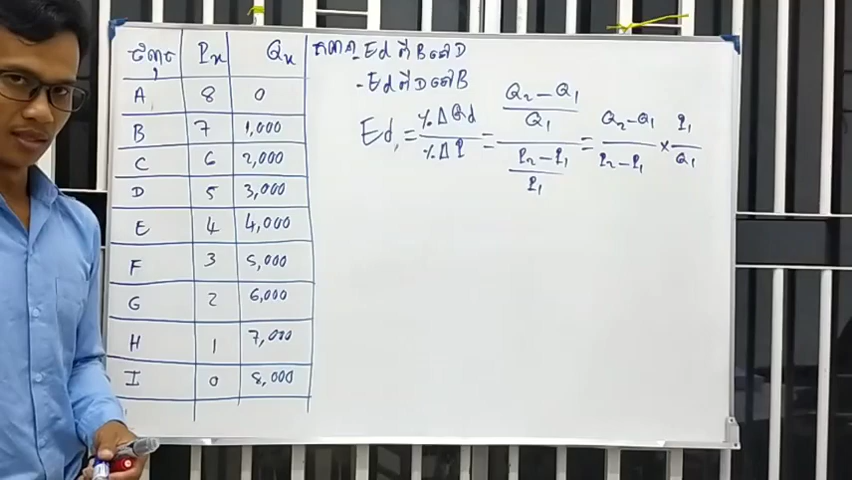 ចំណុច Px Qx
A 8 0
B 7 1,000
C 6 2,000
D 5 3,000
E 4 4,000
F 3 5,000
G 2 6,000
H 1 7,000
I 0 8,000
គណនា - Ed ពី B ទៅ D
- Ed ពី D ទៅ B
Ed, = %ΔQd / %ΔP = ((Q2 - Q1) / Q1) / ((P2 - P1) / P1) = (Q2 - Q1) / (P2 - P1) × P1 / Q1